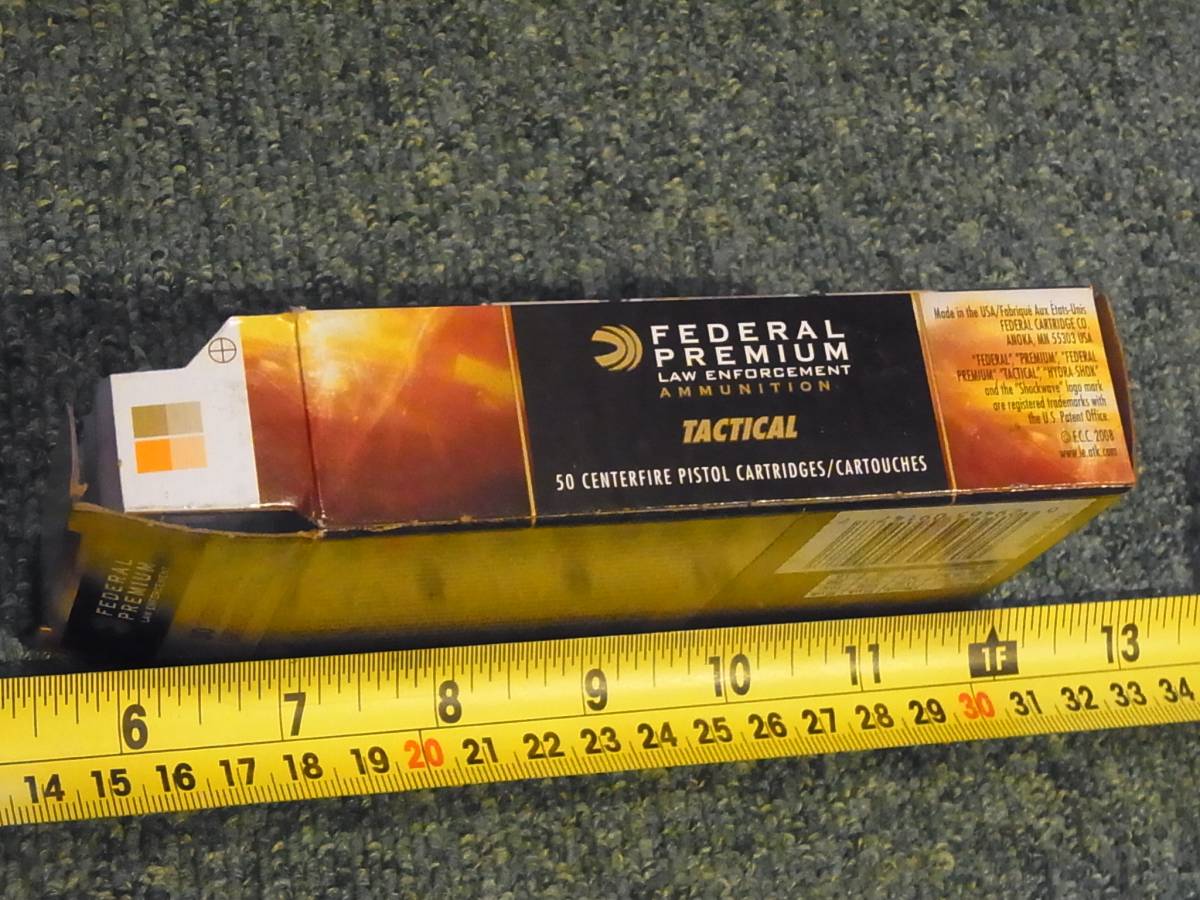 FEDERAL
PREMIUM
LAW ENFORCEMENT
AMMUNITION
TACTICAL
50 CENTERFIRE PISTOL CARTRIDGES/CARTOUCHES
Made in the USA/Fabriqué Aux États-Unis
FEDERAL CARTRIDGE CO.
ANOKA, MN 55303 USA
"FEDERAL", "PREMIUM", "FEDERAL
PREMIUM", "TACTICAL", "HYDRA-SHOK"
and the "Shockwave" logo mark
are registered trademarks with
the U.S. Patent Office.
© F.C.C. 2008
www.le.atk.com
FEDERAL
PREMIUM
LAW ENFORCEMENT
6 7 8 9 10 11 1F 13
14 15 16 17 18 19 20 21 22 23 24 25 26 27 28 29 30 31 32 33 34